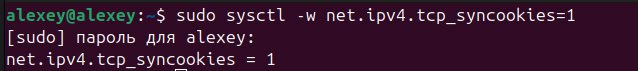 alexey@alexey:~$ sudo sysctl -w net.ipv4.tcp_syncookies=1
[sudo] пароль для alexey:
net.ipv4.tcp_syncookies = 1